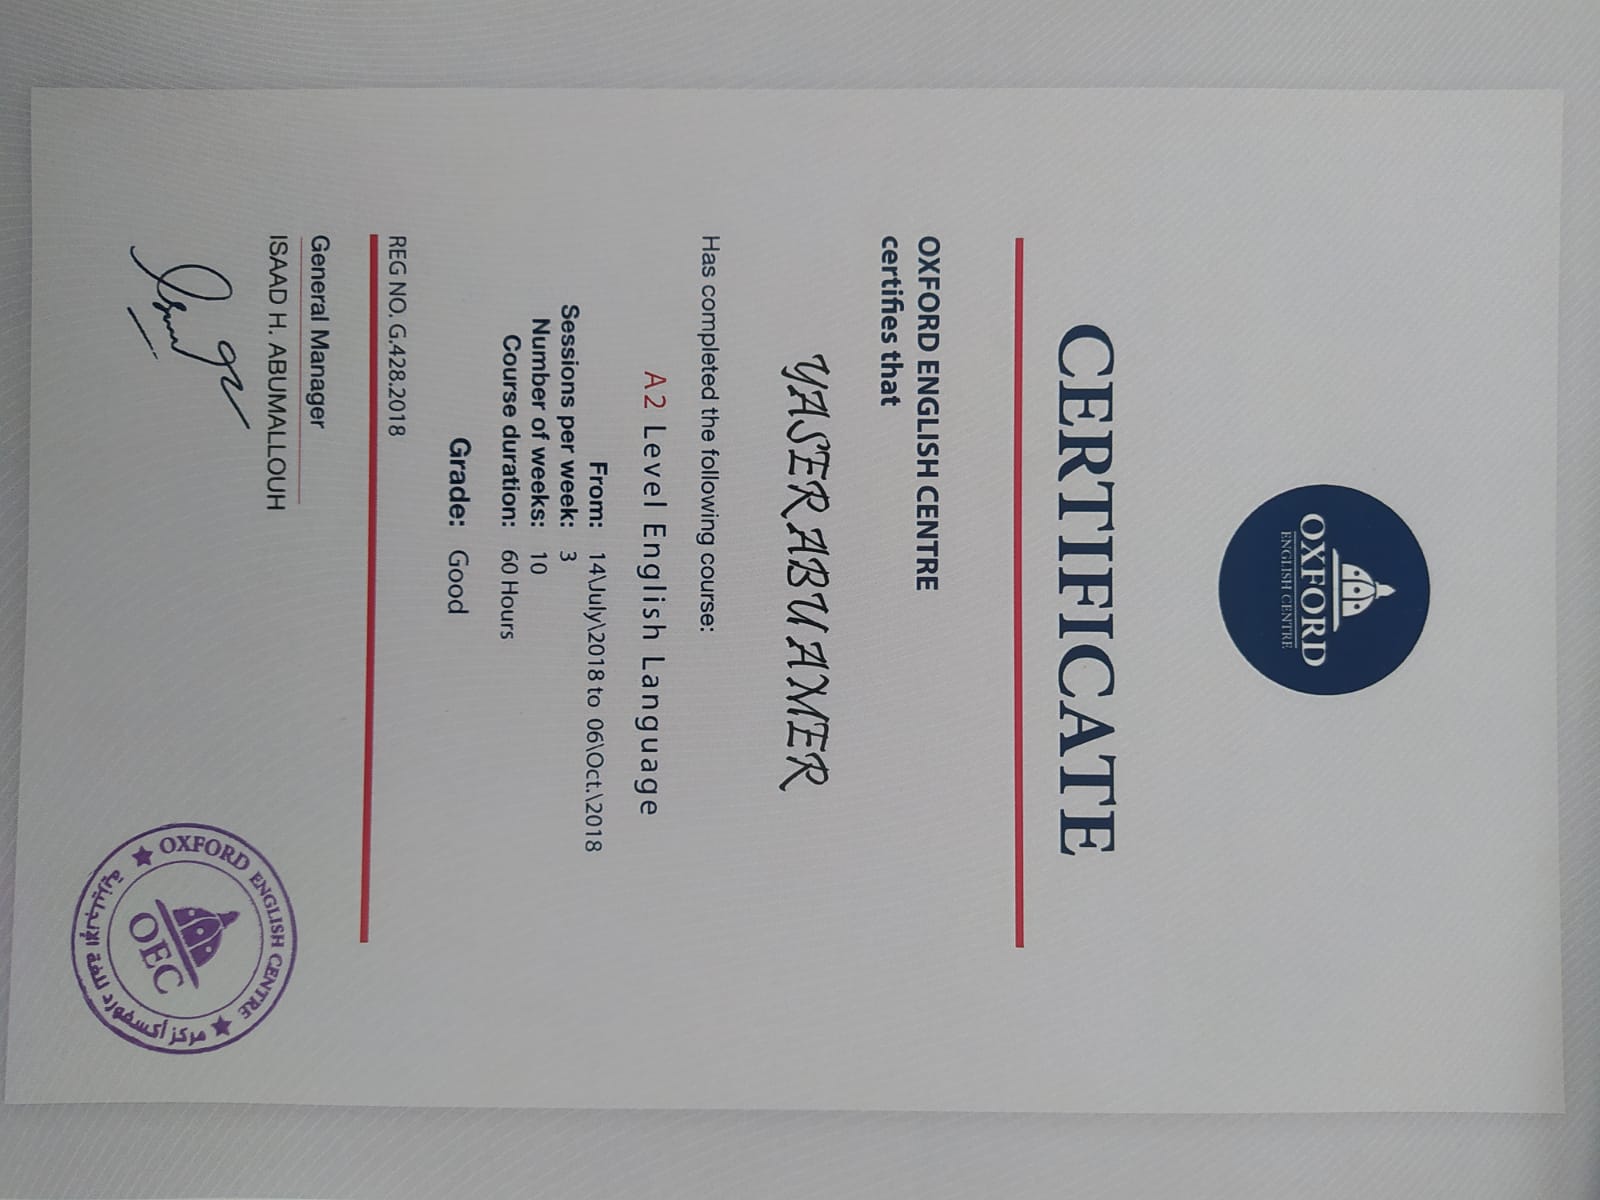 OXFORD
ENGLISH CENTRE
CERTIFICATE
OXFORD ENGLISH CENTRE
certifies that
YASER ABU AMER
Has completed the following course:
A2 Level English Language
From: 14\July\2018 to 06\Oct.\2018
Sessions per week: 3
Number of weeks: 10
Course duration: 60 Hours
Grade: Good
REG NO. G.428.2018
General Manager
ISAAD H. ABUMALLOUH
OXFORD ENGLISH CENTRE
OEC
مركز أكسفورد للغة الإنجليزية